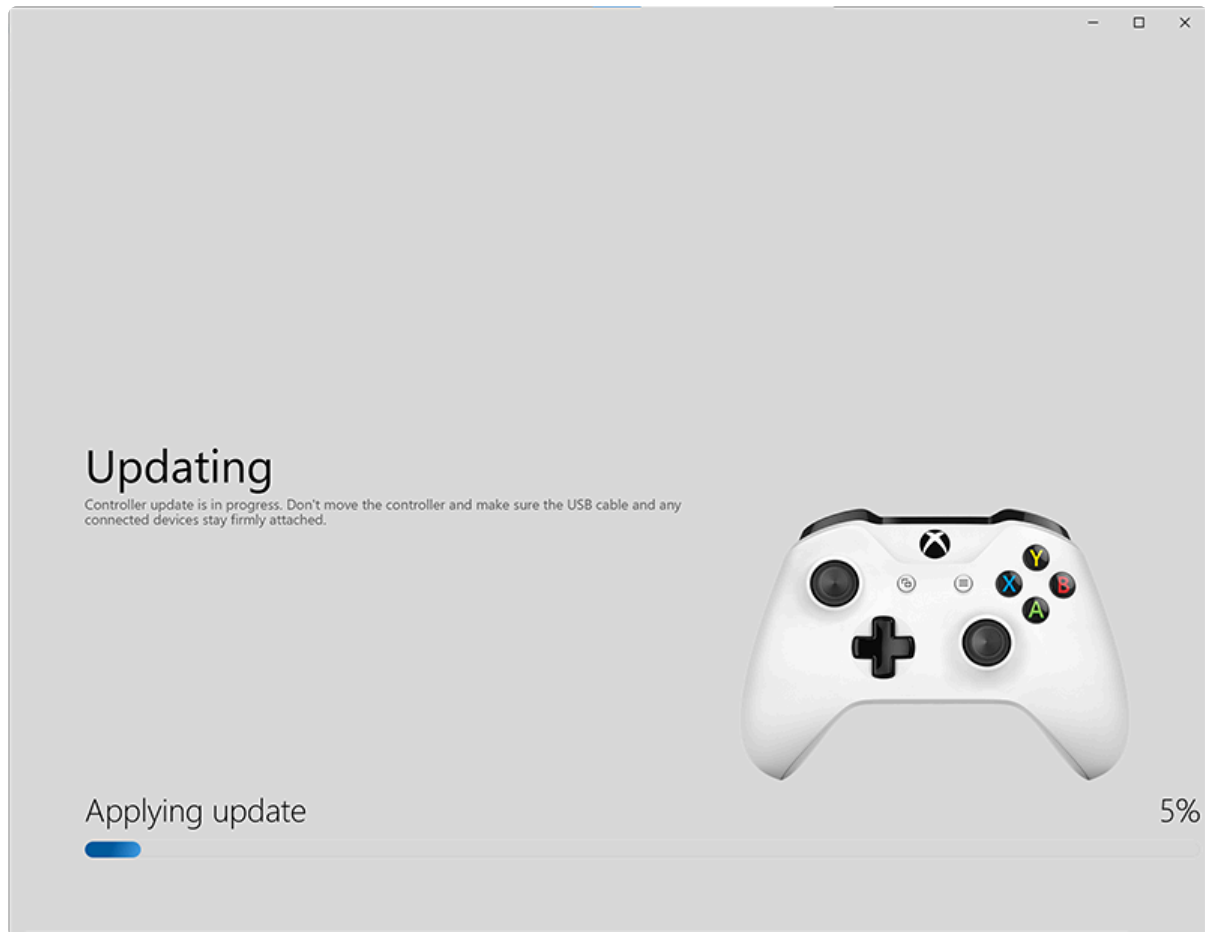 Updating
Controller update is in progress. Don't move the controller and make sure the USB cable and any
connected devices stay firmly attached.
Y
X
B
A
Applying update
5%